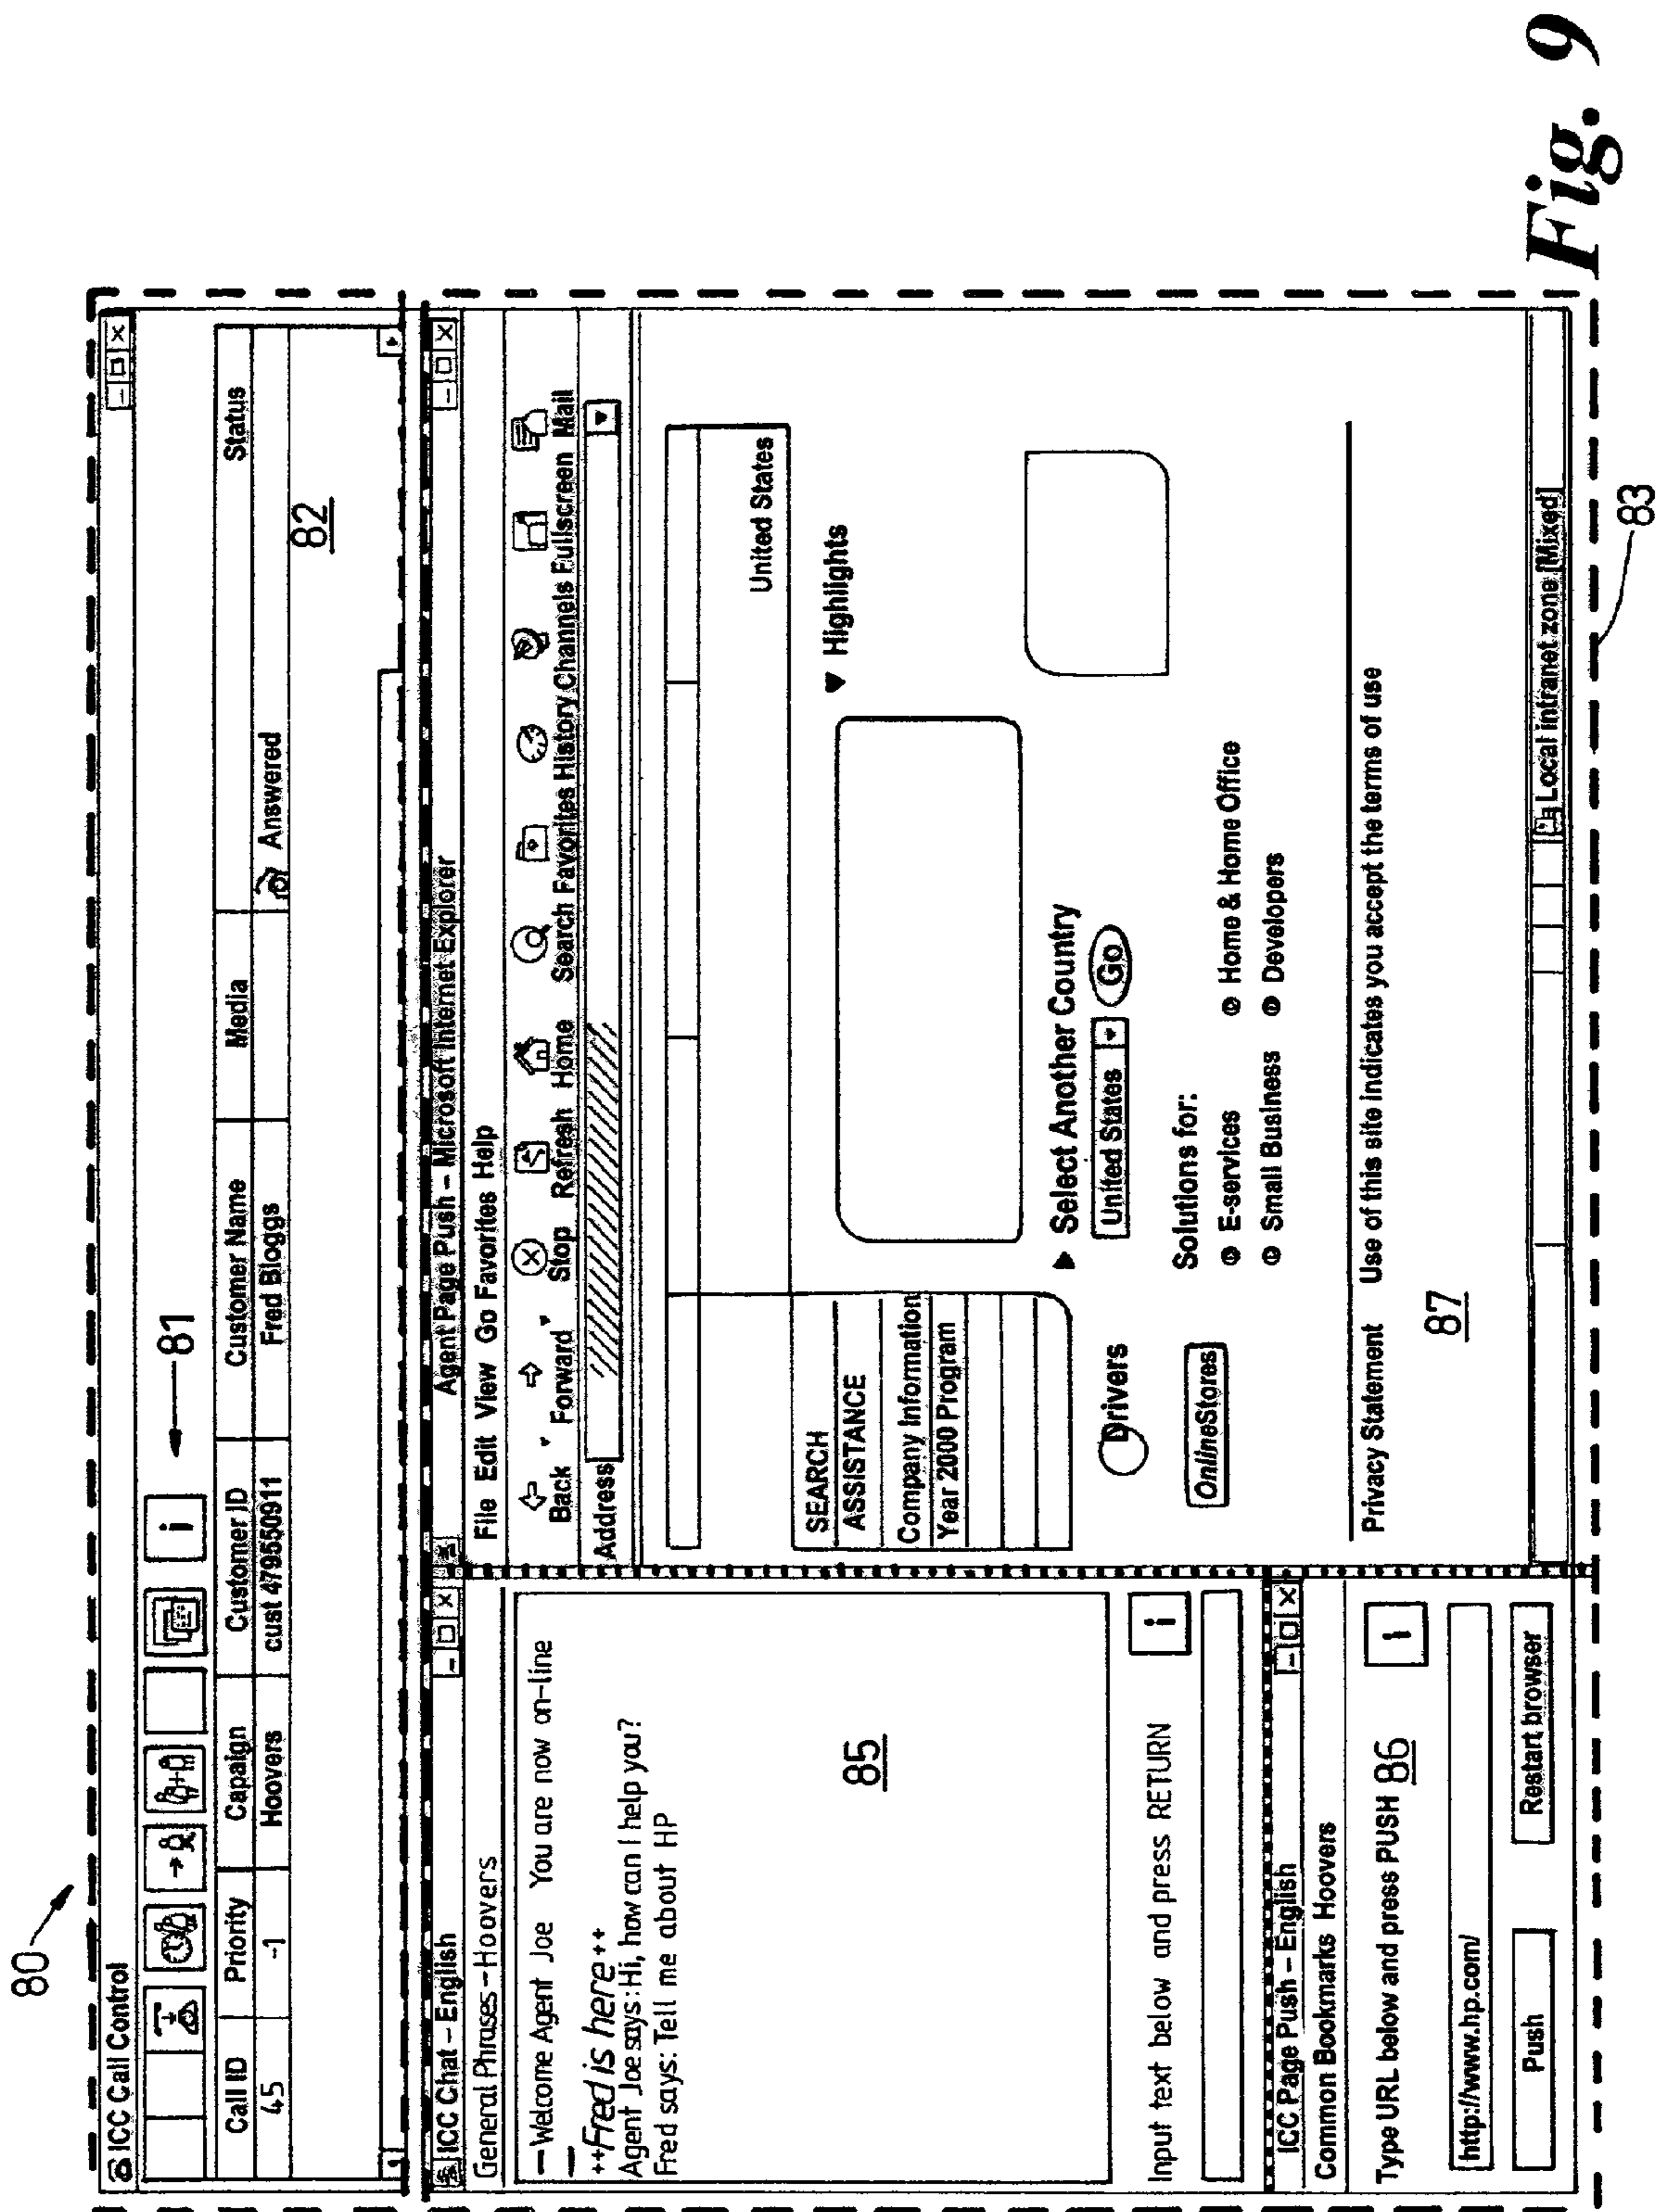 80
ICC Call Control
81
Call ID Priority Capaign Customer ID Customer Name Media Status
45 -1 Hoovers cust 479550911 Fred Bloggs Answered
82
ICC Chat - English
General Phrases - Hoovers
— Welcome Agent Joe You are now on-line
—
++Fred is here++
Agent Joe says: Hi, how can I help you?
Fred says: Tell me about HP
85
Input text below and press RETURN
ICC Page Push - English
Common Bookmarks Hoovers
Type URL below and press PUSH 86
http://www.hp.com/
Push Restart browser
Agent Page Push - Microsoft Internet Explorer
File Edit View Go Favorites Help
Back Forward Stop Refresh Home Search Favorites History Channels Fullscreen Mail
Address
United States
SEARCH
ASSISTANCE
Company Information
Year 2000 Program
Highlights
Drivers
OnlineStores
Select Another Country
United States Go
Solutions for:
E-services Home & Home Office
Small Business Developers
Privacy Statement Use of this site indicates you accept the terms of use
87
Local intranet zone [Mixed]
83
Fig. 9